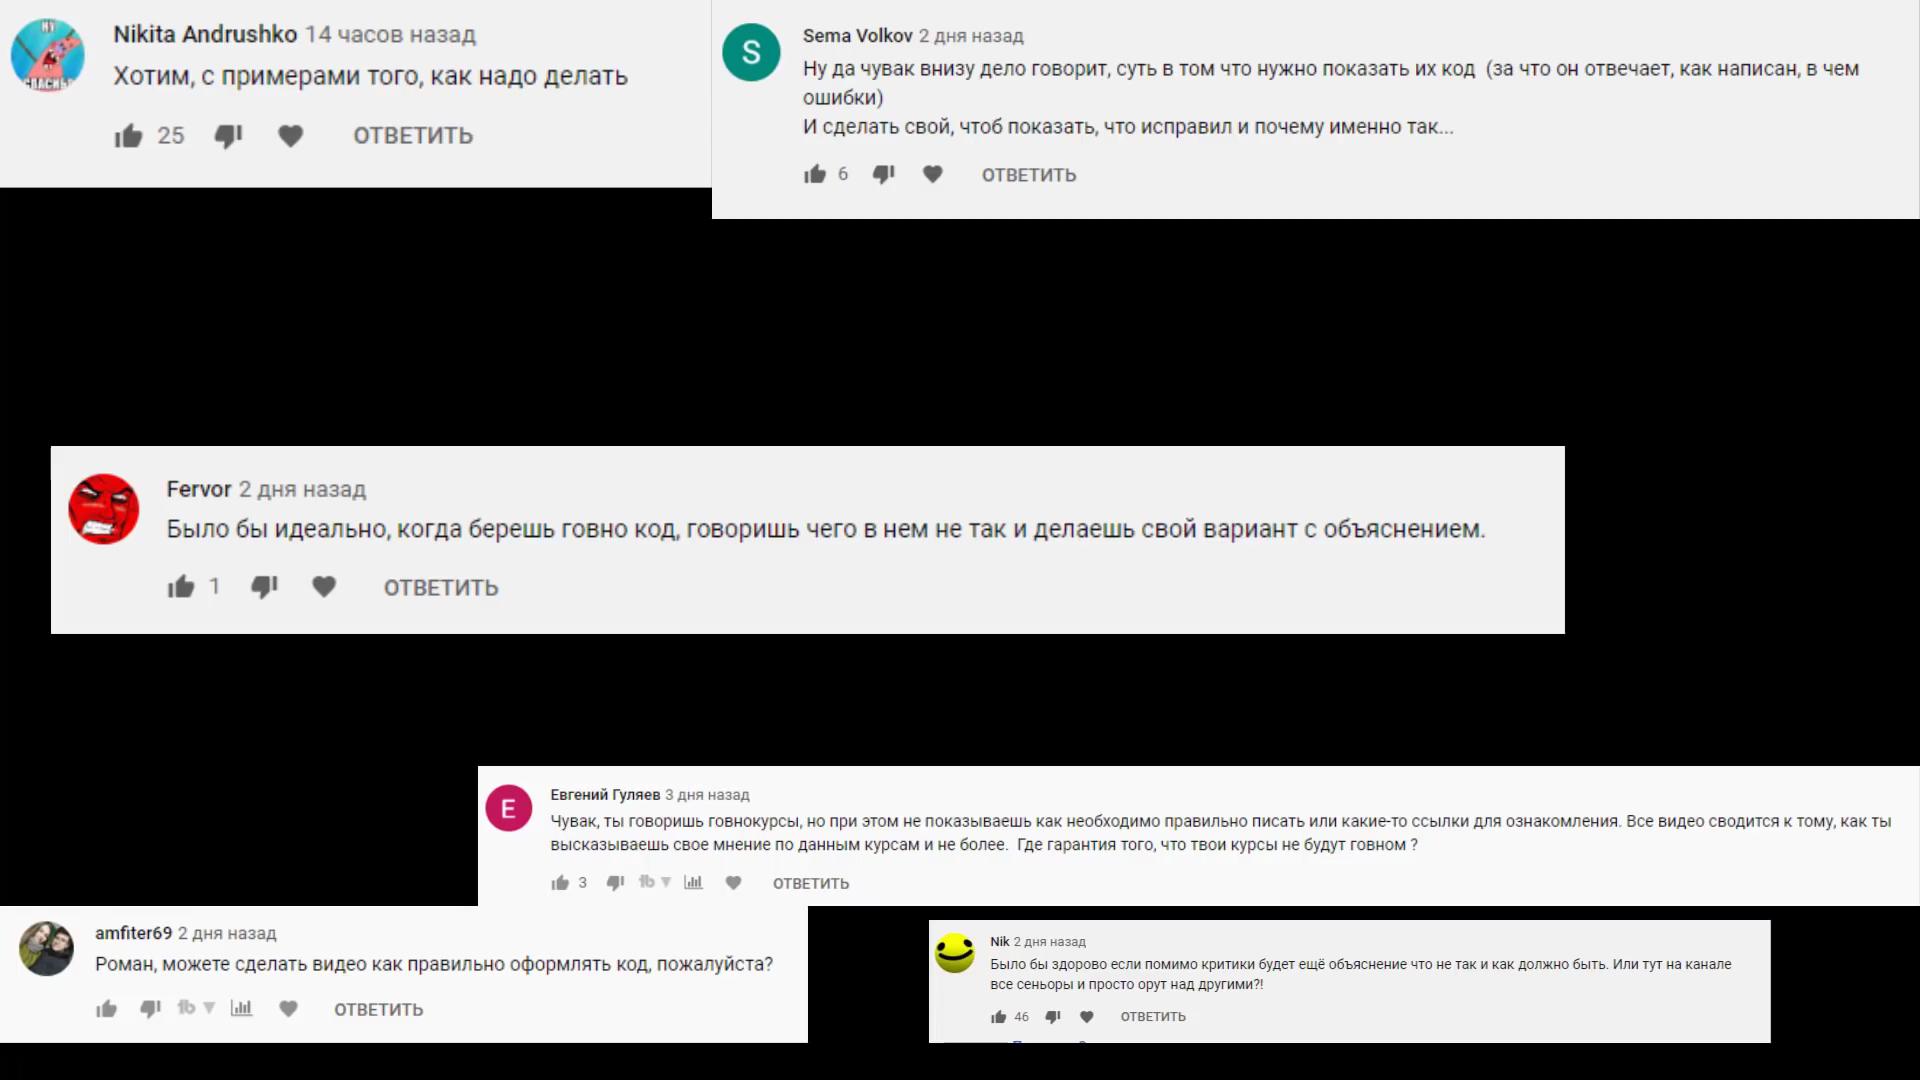 Nikita Andrushko 14 часов назад
Хотим, с примерами того, как надо делать
25 ОТВЕТИТЬ
Sema Volkov 2 дня назад
Ну да чувак внизу дело говорит, суть в том что нужно показать их код (за что он отвечает, как написан, в чем
ошибки)
И сделать свой, чтоб показать, что исправил и почему именно так...
6 ОТВЕТИТЬ
Fervor 2 дня назад
Было бы идеально, когда берешь говно код, говоришь чего в нем не так и делаешь свой вариант с объяснением.
1 ОТВЕТИТЬ
Евгений Гуляев 3 дня назад
Чувак, ты говоришь говнокурсы, но при этом не показываешь как необходимо правильно писать или какие-то ссылки для ознакомления. Все видео сводится к тому, как ты
высказываешь свое мнение по данным курсам и не более. Где гарантия того, что твои курсы не будут говном ?
3 ОТВЕТИТЬ
amfiter69 2 дня назад
Роман, можете сделать видео как правильно оформлять код, пожалуйста?
ОТВЕТИТЬ
Nik 2 дня назад
Было бы здорово если помимо критики будет ещё объяснение что не так и как должно быть. Или тут на канале
все сеньоры и просто орут над другими?!
46 ОТВЕТИТЬ